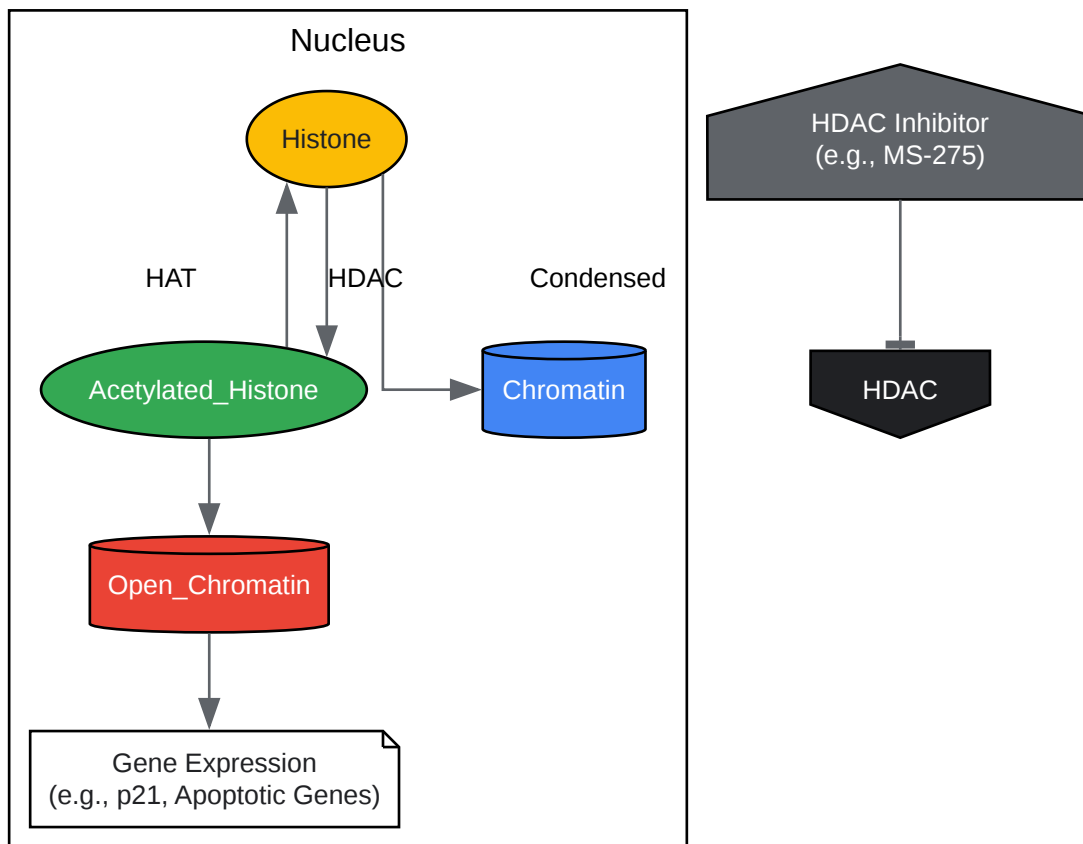 Nucleus
Histone
HDAC Inhibitor
(e.g., MS-275)
HAT
HDAC
Condensed
Acetylated_Histone
Chromatin
HDAC
Open_Chromatin
Gene Expression
(e.g., p21, Apoptotic Genes)